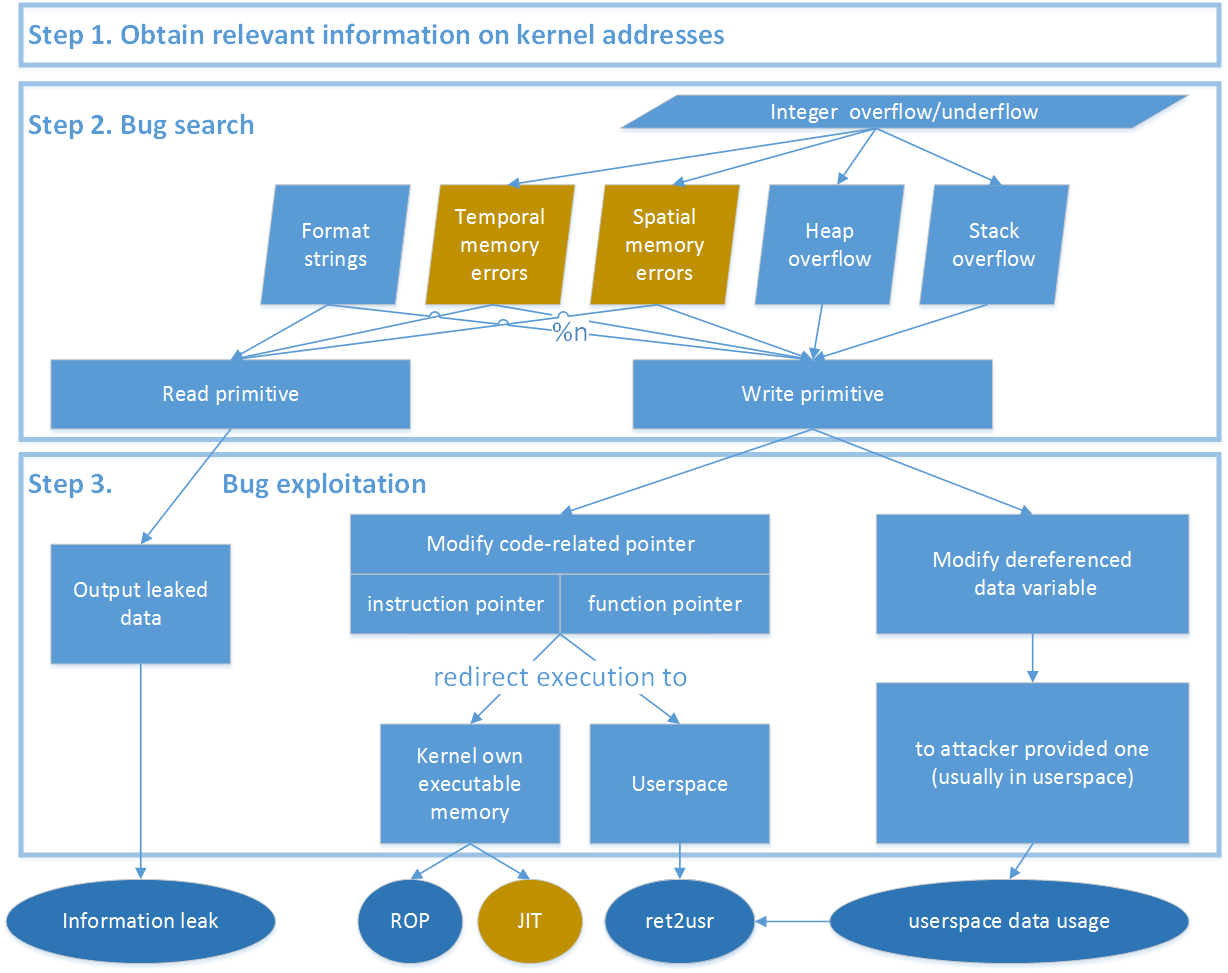 Step 1. Obtain relevant information on kernel addresses
Step 2. Bug search
Integer overflow/underflow
Format
strings
Temporal
memory
errors
Spatial
memory
errors
Heap
overflow
Stack
overflow
%n
Read primitive
Write primitive
Step 3. Bug exploitation
Output leaked
data
Modify code-related pointer
instruction pointer
function pointer
Modify dereferenced
data variable
redirect execution to
Kernel own
executable
memory
Userspace
to attacker provided one
(usually in userspace)
Information leak
ROP
JIT
ret2usr
userspace data usage